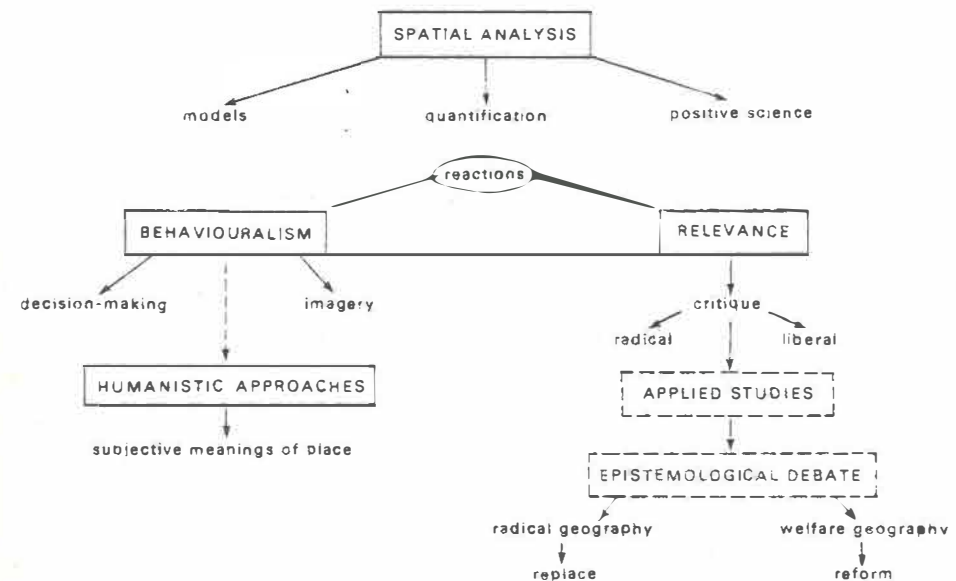 SPATIAL ANALYSIS
models
quantification
positive science
reactions
BEHAVIOURALISM
RELEVANCE
decision-making
imagery
critique
radical
liberal
HUMANISTIC APPROACHES
APPLIED STUDIES
subjective meanings of place
EPISTEMOLOGICAL DEBATE
radical geography
welfare geography
replace
reform